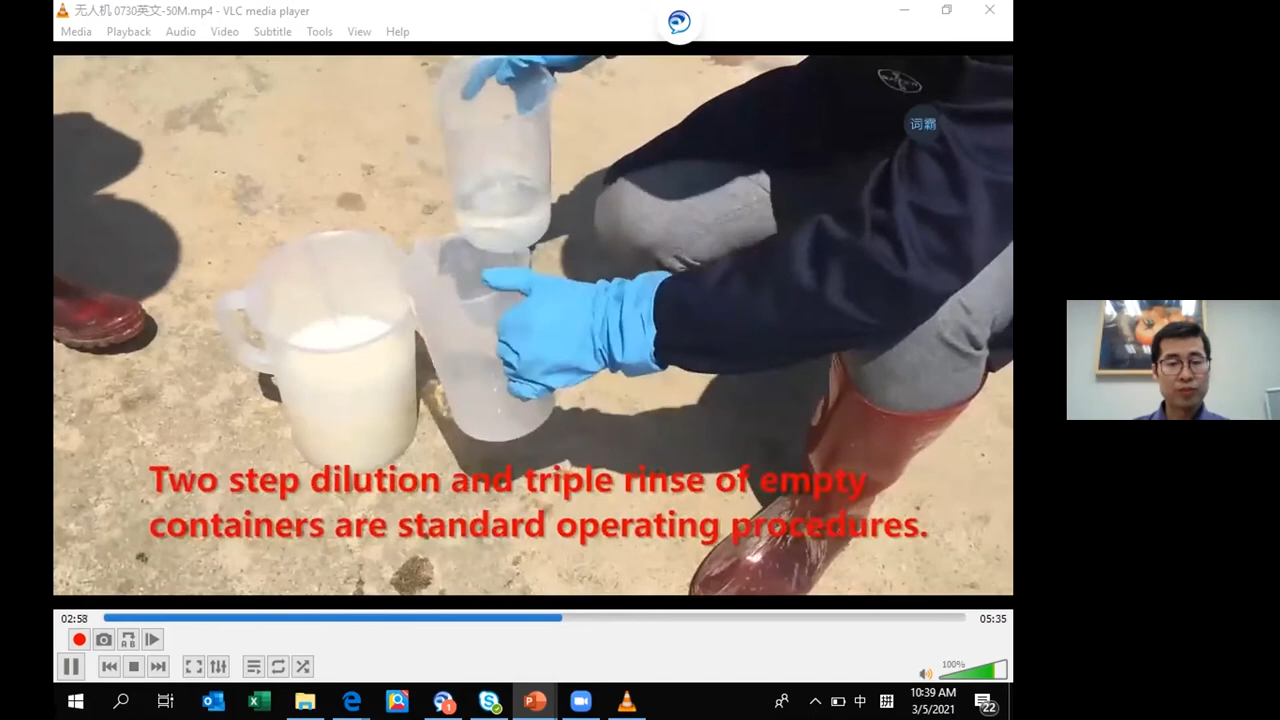 无人机 0730英文-50M.mp4 - VLC media player
Media Playback Audio Video Subtitle Tools View Help
词霸
Two step dilution and triple rinse of empty
containers are standard operating procedures.
02:58
05:35
A B
100%
1
中
拼
10:39 AM
3/5/2021
22